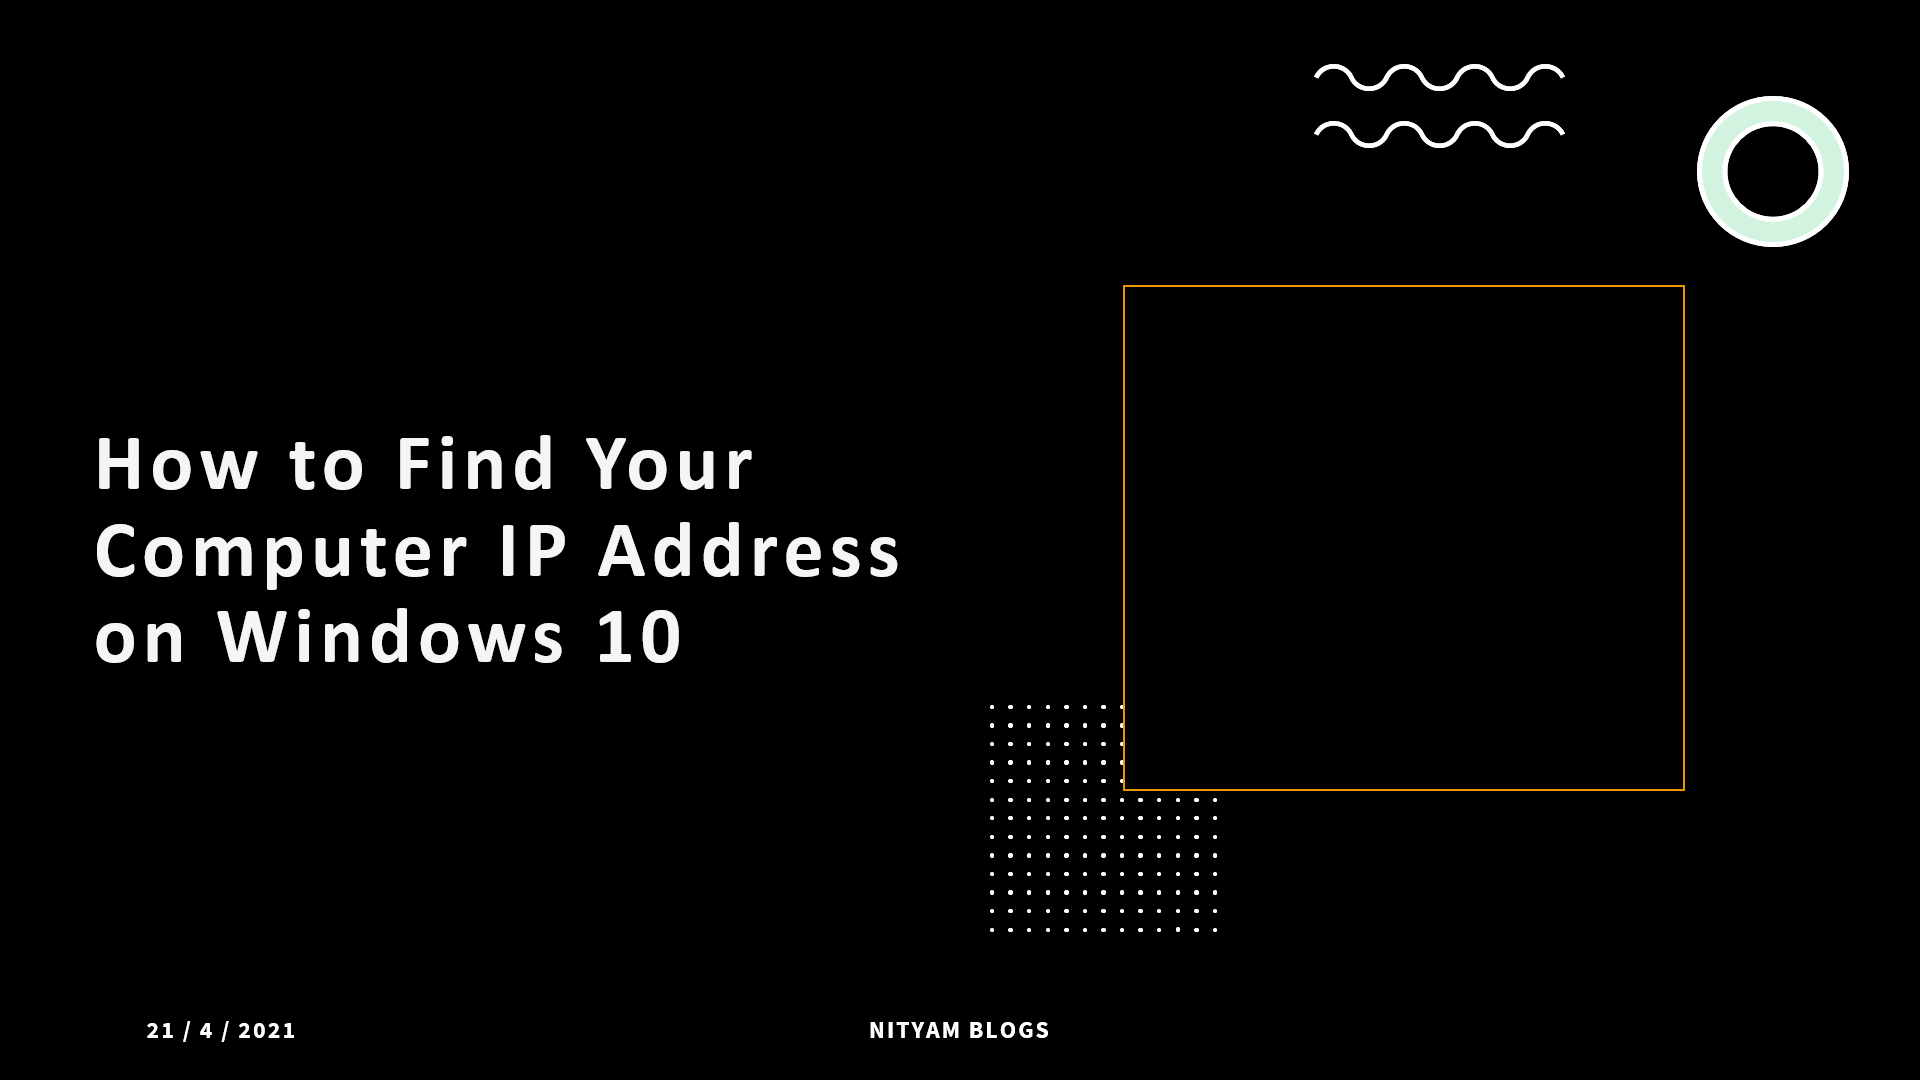 How to Find Your
Computer IP Address
on Windows 10
21 / 4 / 2021
NITYAM BLOGS